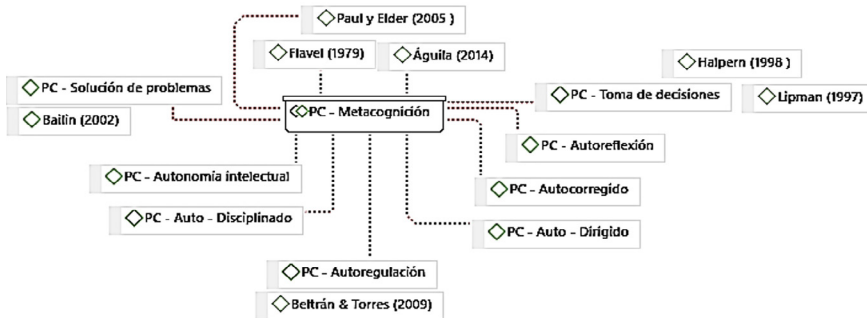 Paul y Elder (2005 )
Flavel (1979)
Águila (2014)
Halpern (1998 )
PC - Solución de problemas
PC - Toma de decisiones
Lipman (1997)
Bailin (2002)
PC - Metacognición
PC - Autoreflexión
PC - Autonomía intelectual
PC - Autocorregido
PC - Auto - Disciplinado
PC - Auto - Dirigido
PC - Autoregulación
Beltrán & Torres (2009)